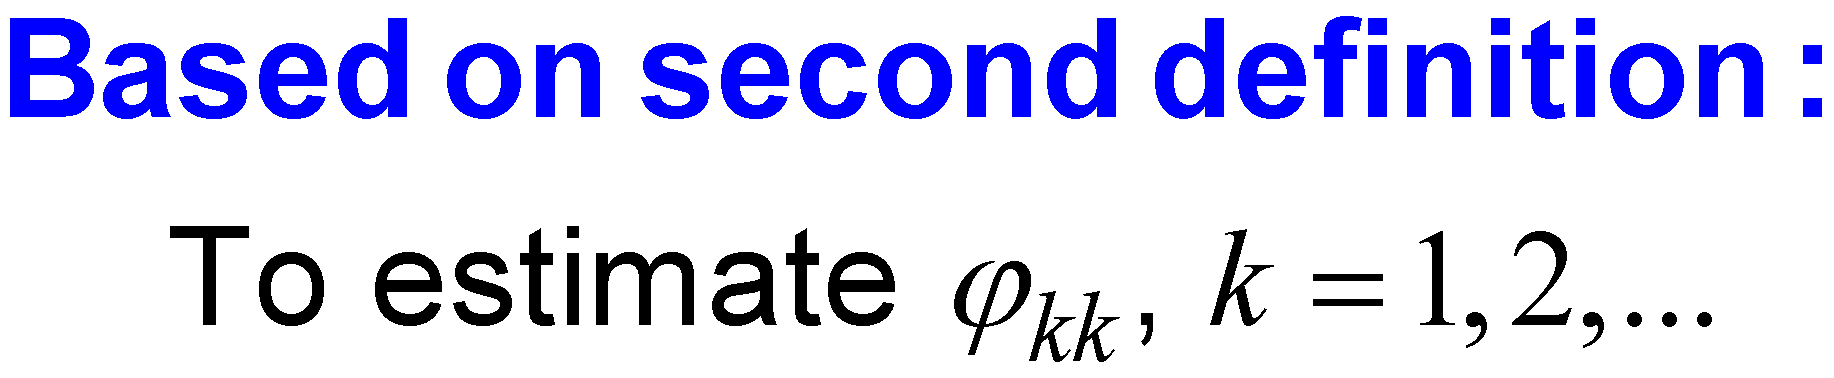 Based on second definition :
To estimate φ_kk, k = 1, 2, ...